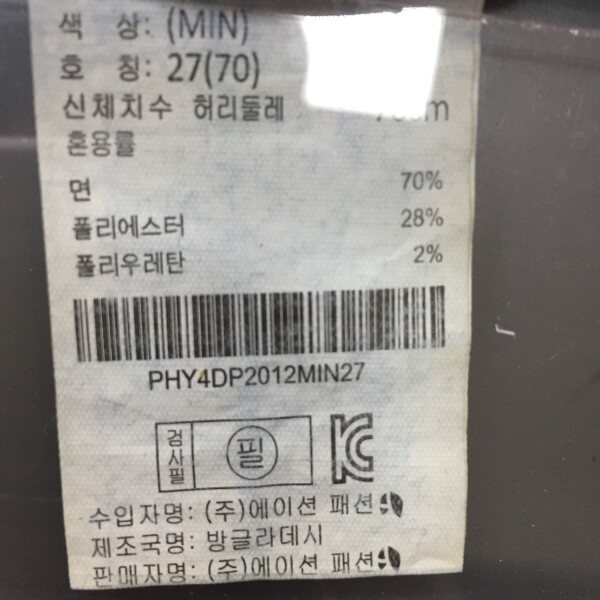 색 상: (MIN)
호 칭: 27(70)
신체치수 허리둘레
혼용률
면 70%
폴리에스터 28%
폴리우레탄 2%
PHY4DP2012MIN27
검사필 필 KC
수입자명: (주)에이션 패션
제조국명: 방글라데시
판매자명: (주)에이션 패션